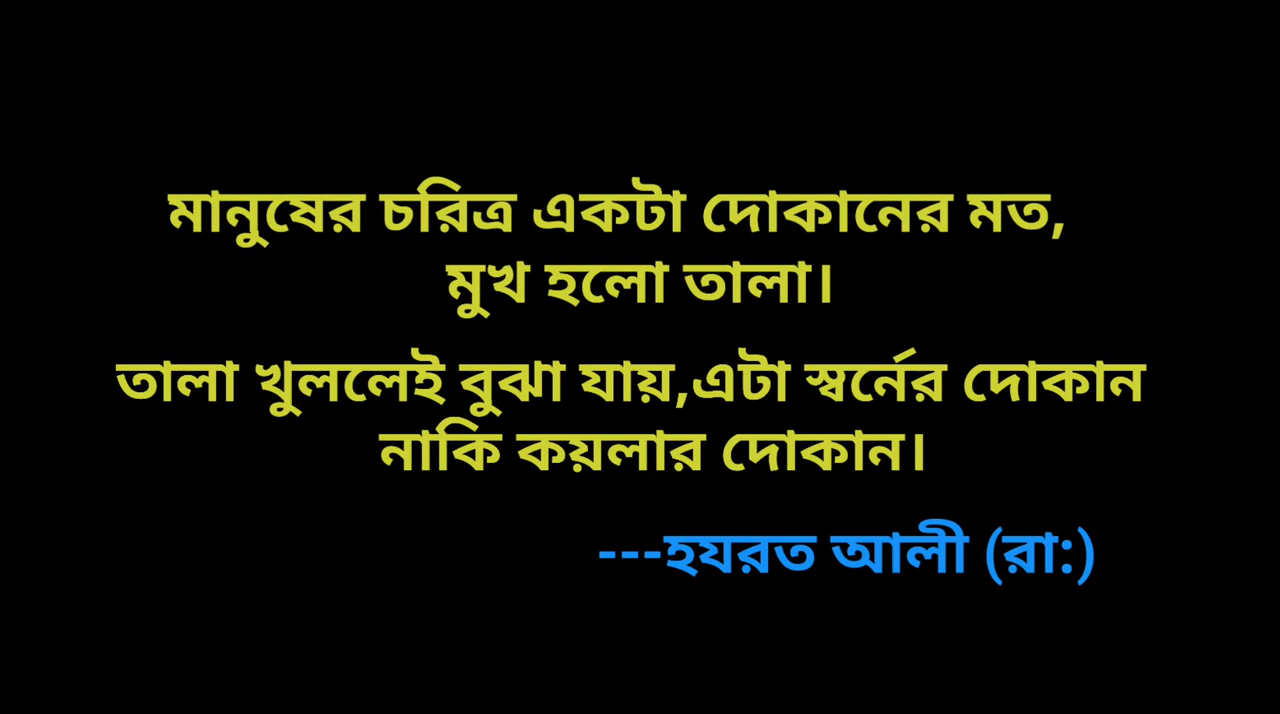 মানুষের চরিত্র একটা দোকানের মত,
মুখ হলো তালা।
তালা খুললেই বুঝা যায়,এটা স্বর্নের দোকান
নাকি কয়লার দোকান।
---হযরত আলী (রা:)